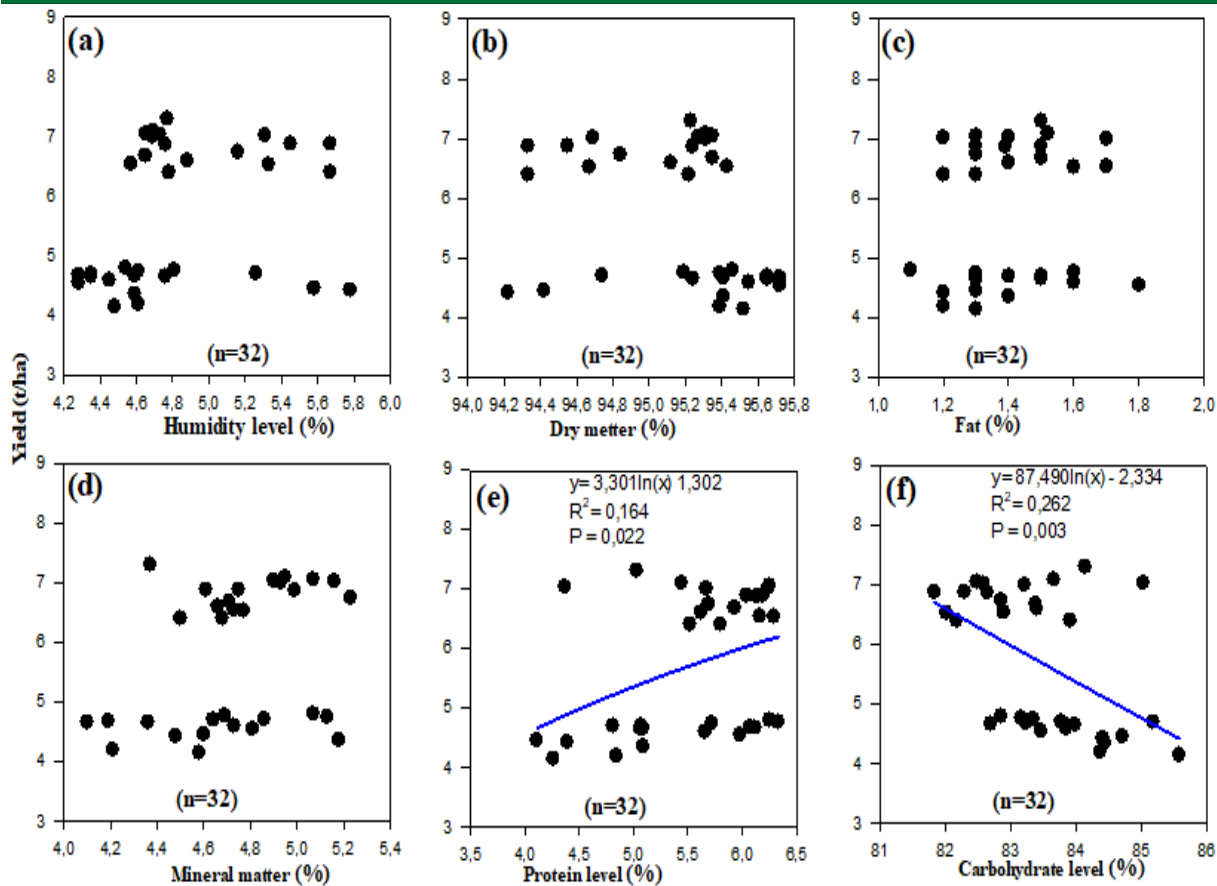 (a)
9
8
7
6
5
4
3
4,2 4,4 4,6 4,8 5,0 5,2 5,4 5,6 5,8 6,0
Humidity level (%)
(n=32)
(b)
9
8
7
6
5
4
3
94,0 94,2 94,4 94,6 94,8 95,0 95,2 95,4 95,6 95,8
Dry metter (%)
(n=32)
(c)
9
8
7
6
5
4
3
1,0 1,2 1,4 1,6 1,8 2,0
Fat (%)
(n=32)
Yield (t/ha)
(d)
9
8
7
6
5
4
3
4,0 4,2 4,4 4,6 4,8 5,0 5,2 5,4
Mineral matter (%)
(n=32)
(e)
y= 3,301ln(x) 1,302
R²= 0,164
P = 0,022
9
8
7
6
5
4
3
3,5 4,0 4,5 5,0 5,5 6,0 6,5
Protein level (%)
(n=32)
(f)
y= 87,490ln(x) - 2,334
R²= 0,262
P = 0,003
9
8
7
6
5
4
3
81 82 83 84 85 86
Carbohydrate level (%)
(n=32)